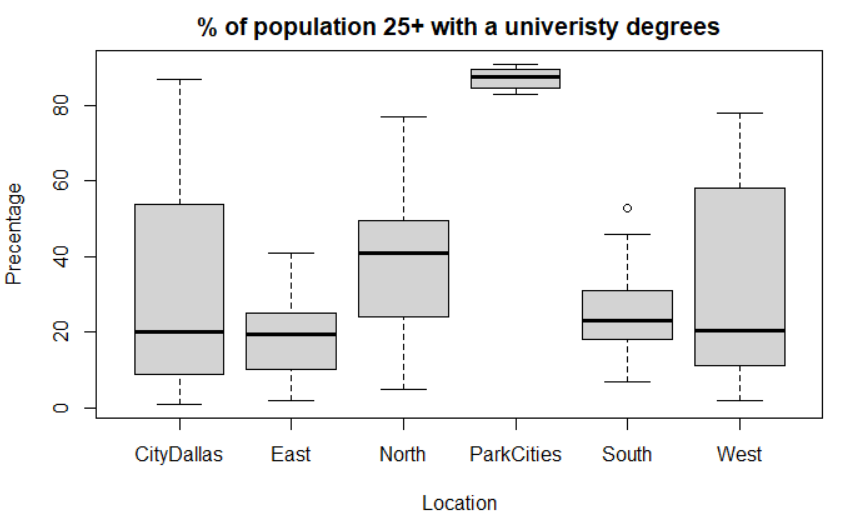 % of population 25+ with a univeristy degrees
Precentage
80
60
40
20
0
CityDallas East North ParkCities South West
Location